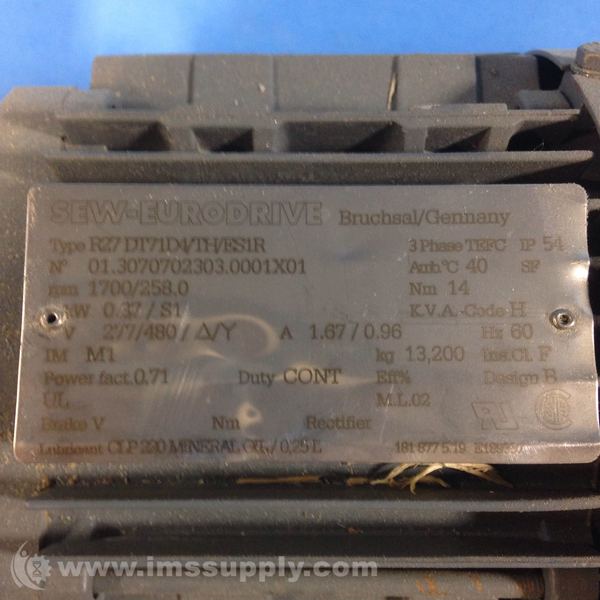 SEW-EURODRIVE Bruchsal/Germany
Type R27 DT71D4/TH/ES1R 3 Phase TEFC IP 54
N° 01.3070702303.0001X01 Amb°C 40 SF
1700/258.0 Nm 14
kW 0.37 / S1 K.V.A.-Code H
V 277/480 / Δ/Y A 1.67 / 0.96 Hz 60
IM M1 kg 13,200 Ins.Cl. F
Power fact. 0.71 Duty CONT Eff% Design B
UL M.L.02
Brake V Nm Rectifier
Lubricant CLP 220 MINERAL OIL / 0,25 L 181 877 5.19
www.imssupply.com